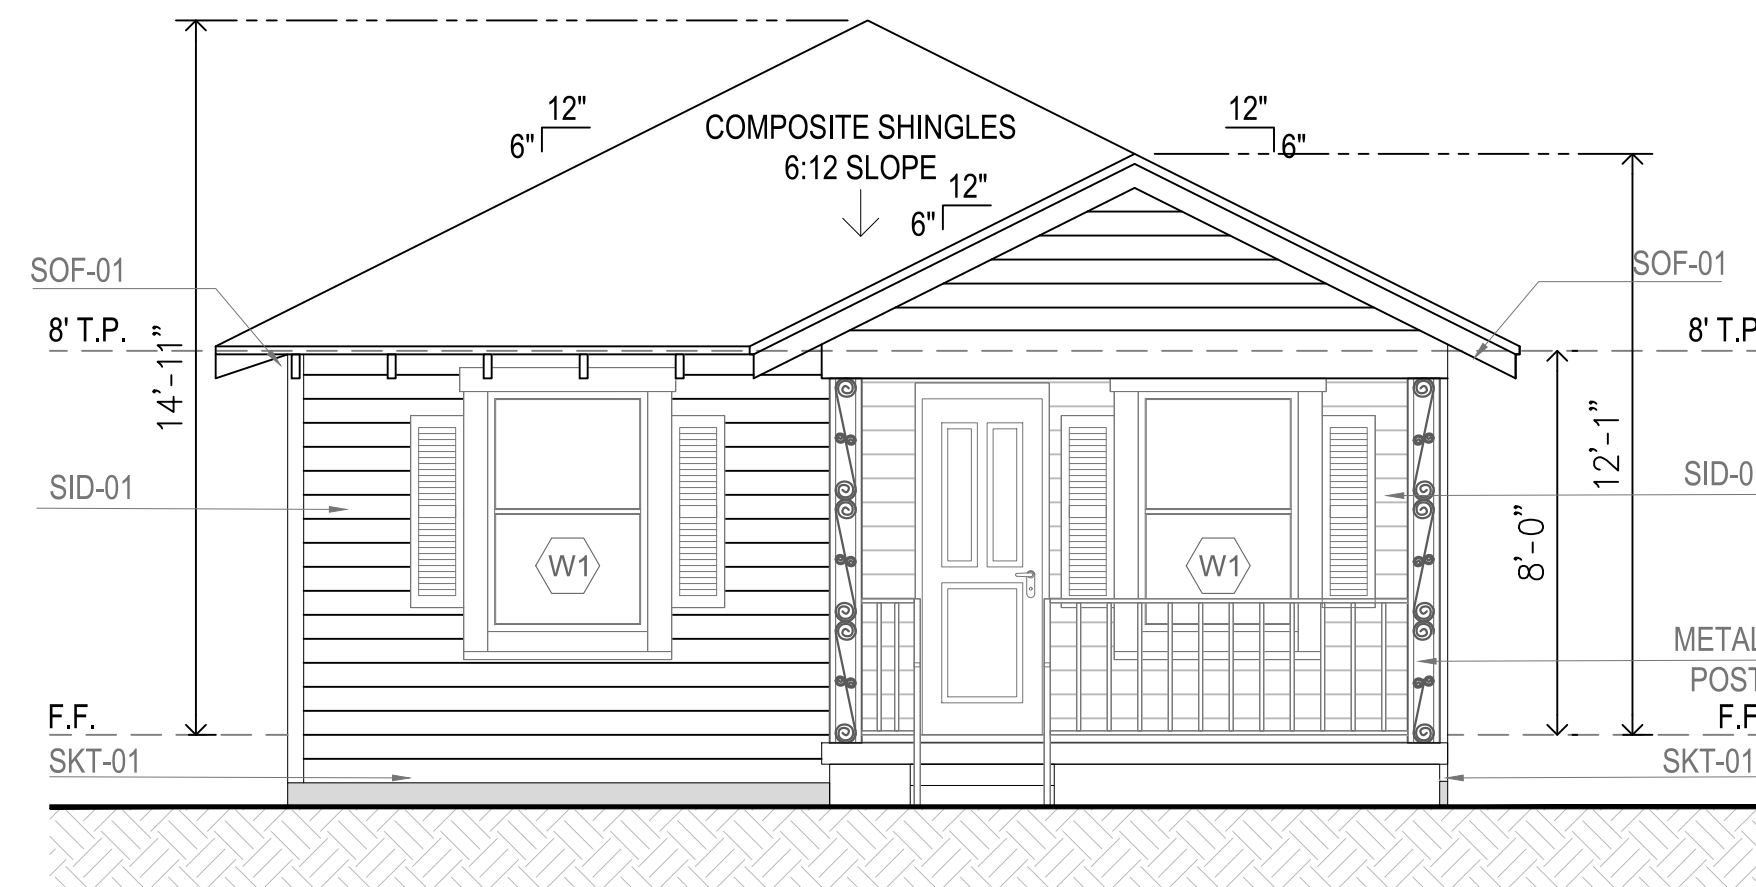 12"
6"
COMPOSITE SHINGLES
6:12 SLOPE
12"
6"
12"
6"
SOF-01
SOF-01
8' T.P.
8' T.P
14'-11"
12'-1"
8'-0"
SID-01
SID-0
W1
W1
METAL
POST
F.F.
F.F
SKT-01
SKT-01